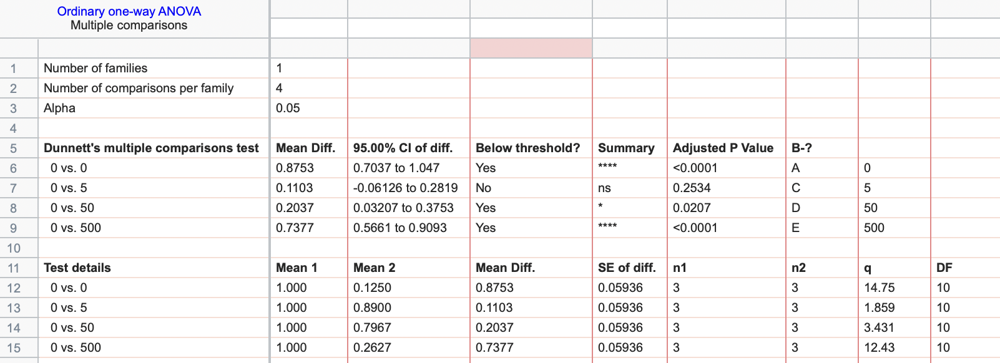 Ordinary one-way ANOVA
Multiple comparisons
1 Number of families 1
2 Number of comparisons per family 4
3 Alpha 0.05
4
5 Dunnett's multiple comparisons test Mean Diff. 95.00% CI of diff. Below threshold? Summary Adjusted P Value B-?
6 0 vs. 0 0.8753 0.7037 to 1.047 Yes **** <0.0001 A 0
7 0 vs. 5 0.1103 -0.06126 to 0.2819 No ns 0.2534 C 5
8 0 vs. 50 0.2037 0.03207 to 0.3753 Yes * 0.0207 D 50
9 0 vs. 500 0.7377 0.5661 to 0.9093 Yes **** <0.0001 E 500
10
11 Test details Mean 1 Mean 2 Mean Diff. SE of diff. n1 n2 q DF
12 0 vs. 0 1.000 0.1250 0.8753 0.05936 3 3 14.75 10
13 0 vs. 5 1.000 0.8900 0.1103 0.05936 3 3 1.859 10
14 0 vs. 50 1.000 0.7967 0.2037 0.05936 3 3 3.431 10
15 0 vs. 500 1.000 0.2627 0.7377 0.05936 3 3 12.43 10